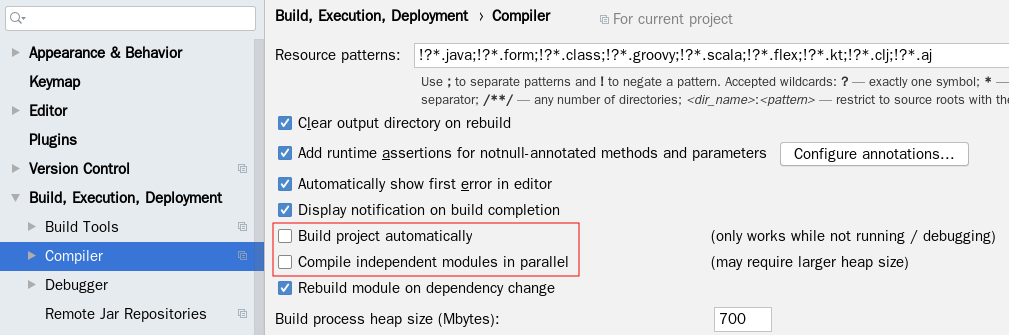 Build, Execution, Deployment › Compiler For current project
Appearance & Behavior
Keymap
Editor
Plugins
Version Control
Build, Execution, Deployment
Build Tools
Compiler
Debugger
Remote Jar Repositories
Resource patterns: !?*.java;!?*.form;!?*.class;!?*.groovy;!?*.scala;!?*.flex;!?*.kt;!?*.clj;!?*.aj
Use ; to separate patterns and ! to negate a pattern. Accepted wildcards: ? — exactly one symbol; * —
separator; /**/ — any number of directories; <dir_name>:<pattern> — restrict to source roots with the
Clear output directory on rebuild
Add runtime assertions for notnull-annotated methods and parameters Configure annotations...
Automatically show first error in editor
Display notification on build completion
Build project automatically (only works while not running / debugging)
Compile independent modules in parallel (may require larger heap size)
Rebuild module on dependency change
Build process heap size (Mbytes): 700